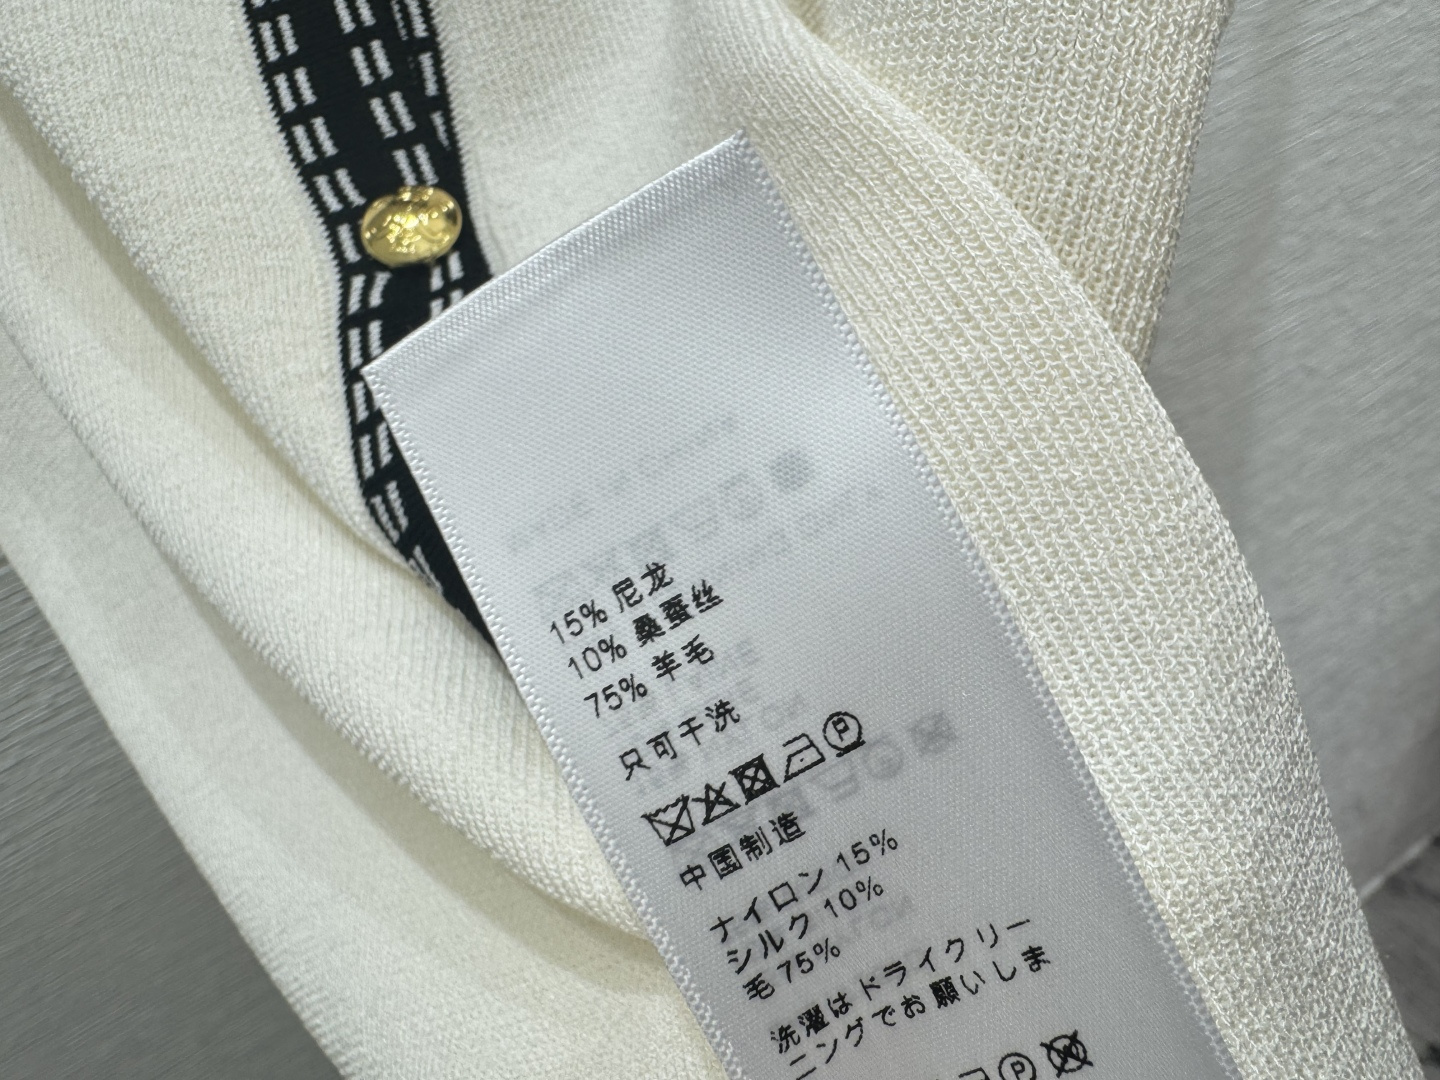 15% 尼龙
10% 桑蚕丝
75% 羊毛
只可干洗
P
中国制造
ナイロン 15%
シルク 10%
毛 75%
洗濯はドライクリー
ニングでお願いしま
P